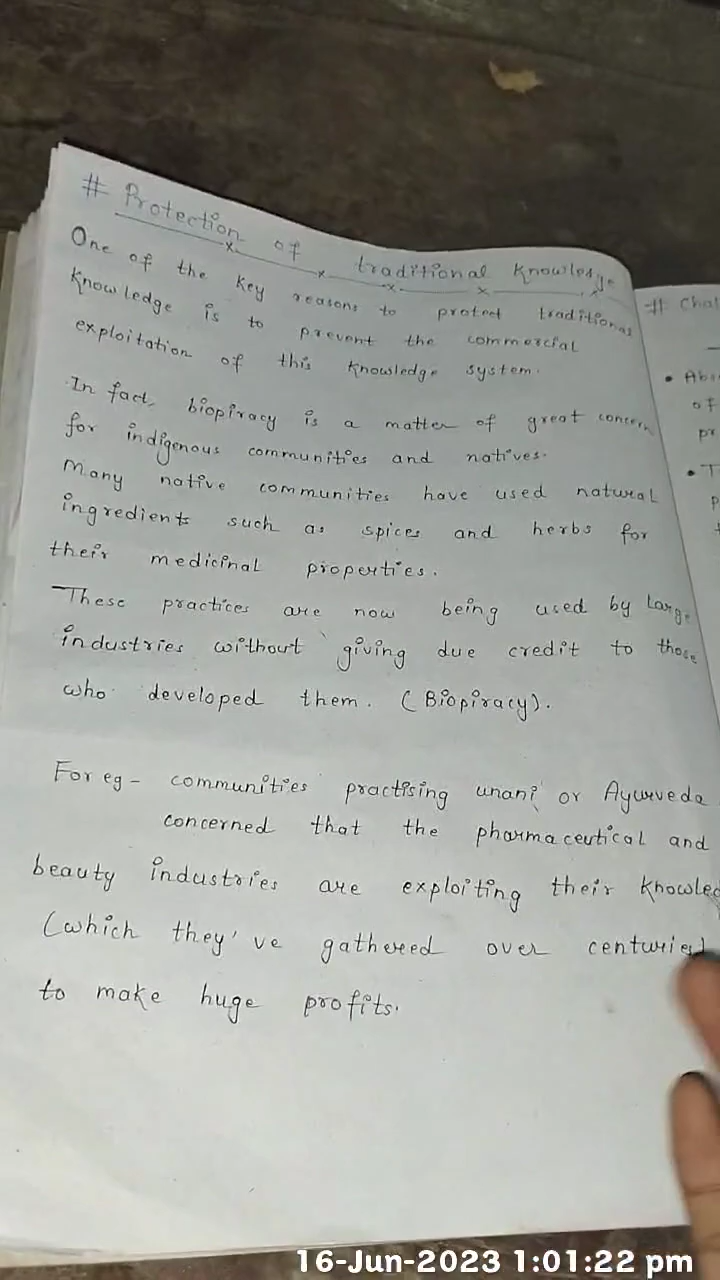 # Protection of traditional Knowledge
One of the key reasons to protect traditional
Knowledge is to prevent the commercial
exploitation of this Knowledge system.
In fact, biopiracy is a matter of great concern
for indigenous communities and natives.
Many native communities have used natural
ingredients such as spices and herbs for
their medicinal properties.
These practices are now being used by Large
industries without giving due credit to those
who developed them. (Biopiracy).
For eg - communities practising unani or Ayurveda
concerned that the pharmaceutical and
beauty industries are exploiting their Knowled
(which they've gathered over centuries)
to make huge profits.
# Chal
• Abs
of
pr
• T
p
16-Jun-2023 1:01:22 pm